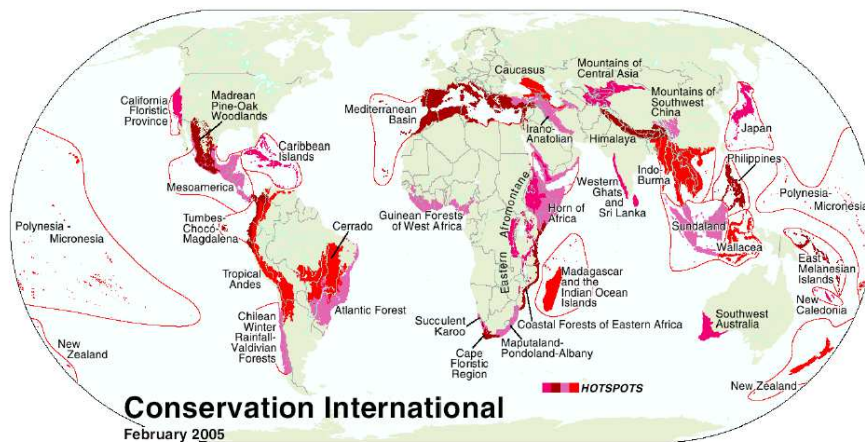 California
Floristic
Province
Madrean
Pine-Oak
Woodlands
Caribbean
Islands
Mesoamerica
Polynesia -
- Micronesia
Tumbes-
Chocó-
Magdalena
Cerrado
Tropical
Andes
Atlantic Forest
Chilean
Winter
Rainfall-
Valdivian
Forests
New
Zealand
Mediterranean
Basin
Caucasus
Irano-
Anatolian
Mountains of
Central Asia
Mountains of
Southwest
China
Himalaya
Japan
Philippines
Indo-
Burma
Western
Ghats and
Sri Lanka
Polynesia-
-Micronesia
Guinean Forests
of West Africa
Eastern Afromontane
Horn of
Africa
Sundaland
Wallacea
East
Melanesian
Islands
New
Caledonia
Madagascar
and the
Indian Ocean
Islands
Succulent
Karoo
Coastal Forests of Eastern Africa
Maputaland-
Pondoland-Albany
Cape
Floristic
Region
Southwest
Australia
New Zealand
HOTSPOTS
Conservation International
February 2005